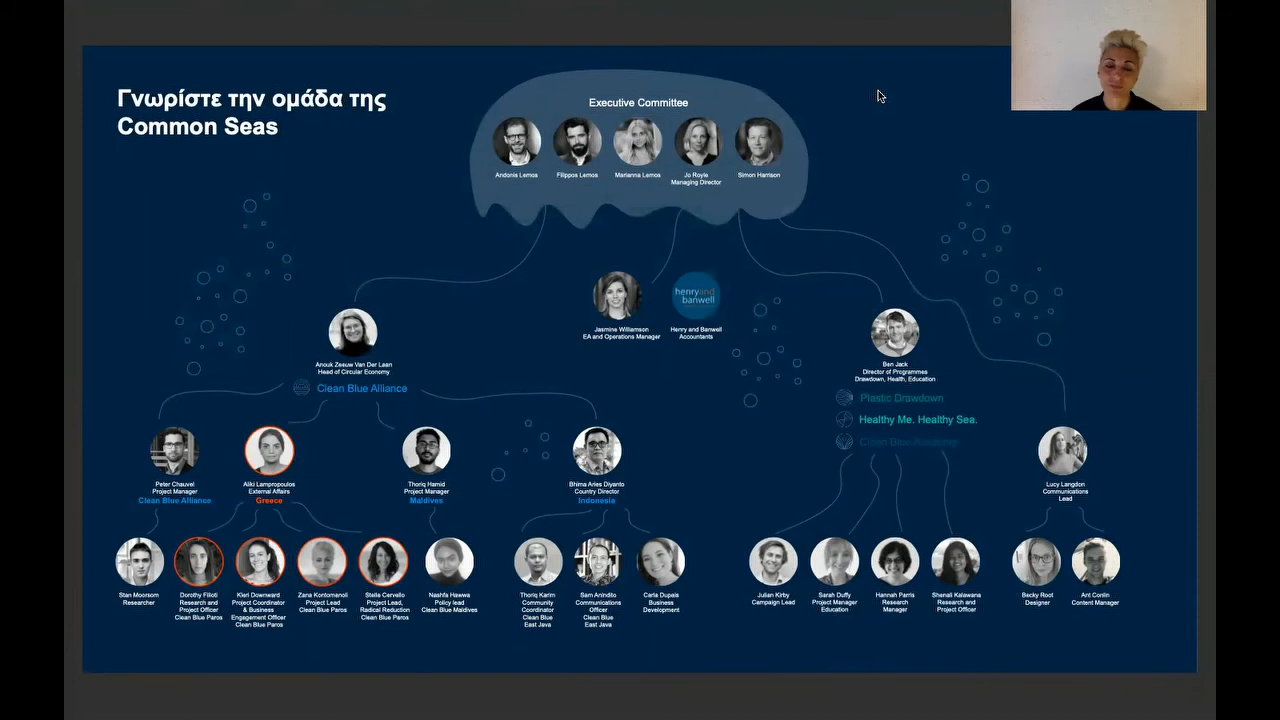 Γνωρίστε την ομάδα της
Common Seas
Executive Committee
Andonis Lemos
Filippos Lemos
Marianna Lemos
Jo Royle
Managing Director
Simon Harrison
Jasmine Williamson
EA and Operations Manager
henryand
banwell
Henry and Banwell
Accountants
Anouk Zeeuw Van Der Laan
Head of Circular Economy
Clean Blue Alliance
Ben Jack
Director of Programmes
Drawdown, Health, Education
Plastic Drawdown
Healthy Me. Healthy Sea.
Clean Blue Academy
Peter Chauvel
Project Manager
Clean Blue Alliance
Aliki Lampropoulos
External Affairs
Greece
Thoriq Hamid
Project Manager
Maldives
Bhima Aries Diyanto
Country Director
Indonesia
Lucy Langdon
Communications
Lead
Stan Moorsom
Researcher
Dorothy Filioti
Research and
Project Officer
Clean Blue Paros
Kleri Downward
Project Coordinator
& Business
Engagement Officer
Clean Blue Paros
Zana Kontomanoli
Project Lead
Clean Blue Paros
Stella Cervello
Project Lead,
Radical Reduction
Clean Blue Paros
Nashfa Hawwa
Policy lead
Clean Blue Maldives
Thoriq Karim
Community
Coordinator
Clean Blue
East Java
Sam Anindito
Communications
Officer
Clean Blue
East Java
Carla Dupais
Business
Development
Julian Kirby
Campaign Lead
Sarah Duffy
Project Manager
Education
Hannah Parris
Research
Manager
Shenali Kalawana
Research and
Project Officer
Becky Root
Designer
Ant Conlin
Content Manager